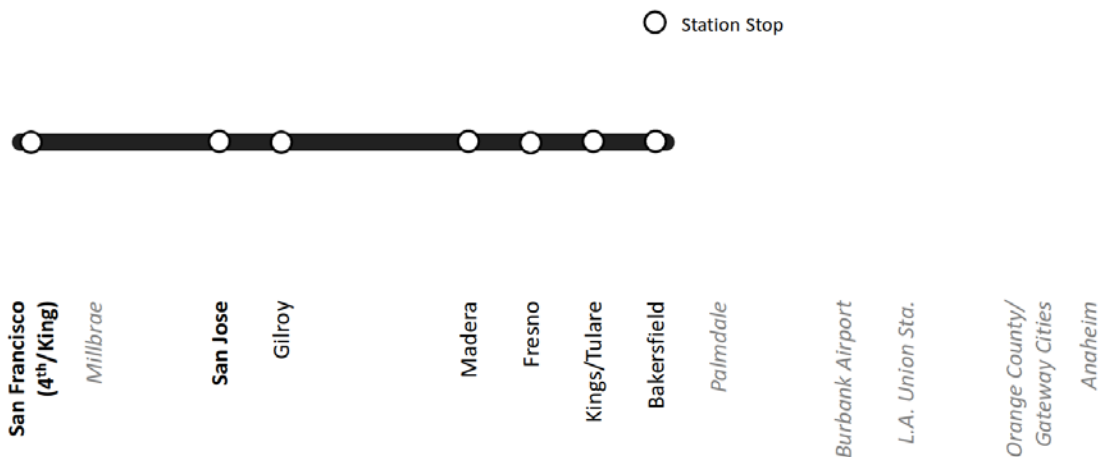 Station Stop
San Francisco
(4th/King)
Millbrae
San Jose
Gilroy
Madera
Fresno
Kings/Tulare
Bakersfield
Palmdale
Burbank Airport
L.A. Union Sta.
Orange County/
Gateway Cities
Anaheim